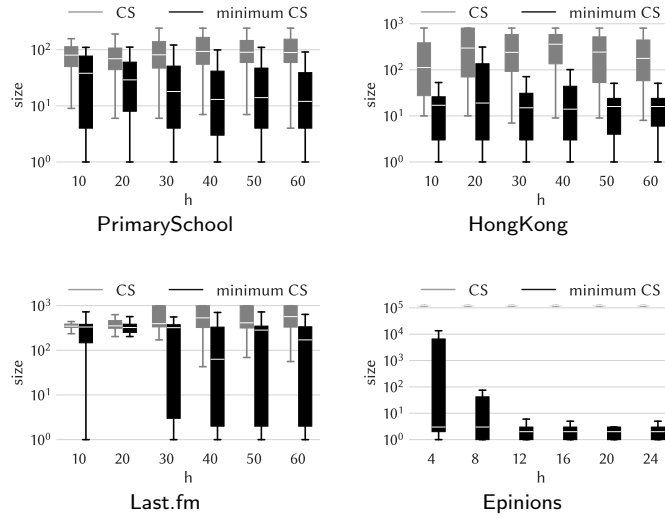 CS minimum CS
10²
10¹
10⁰
size
10 20 30 40 50 60
h
PrimarySchool
CS minimum CS
10³
10²
10¹
10⁰
size
10 20 30 40 50 60
h
HongKong
CS minimum CS
10³
10²
10¹
10⁰
size
10 20 30 40 50 60
h
Last.fm
CS minimum CS
10⁵
10⁴
10³
10²
10¹
10⁰
size
4 8 12 16 20 24
h
Epinions